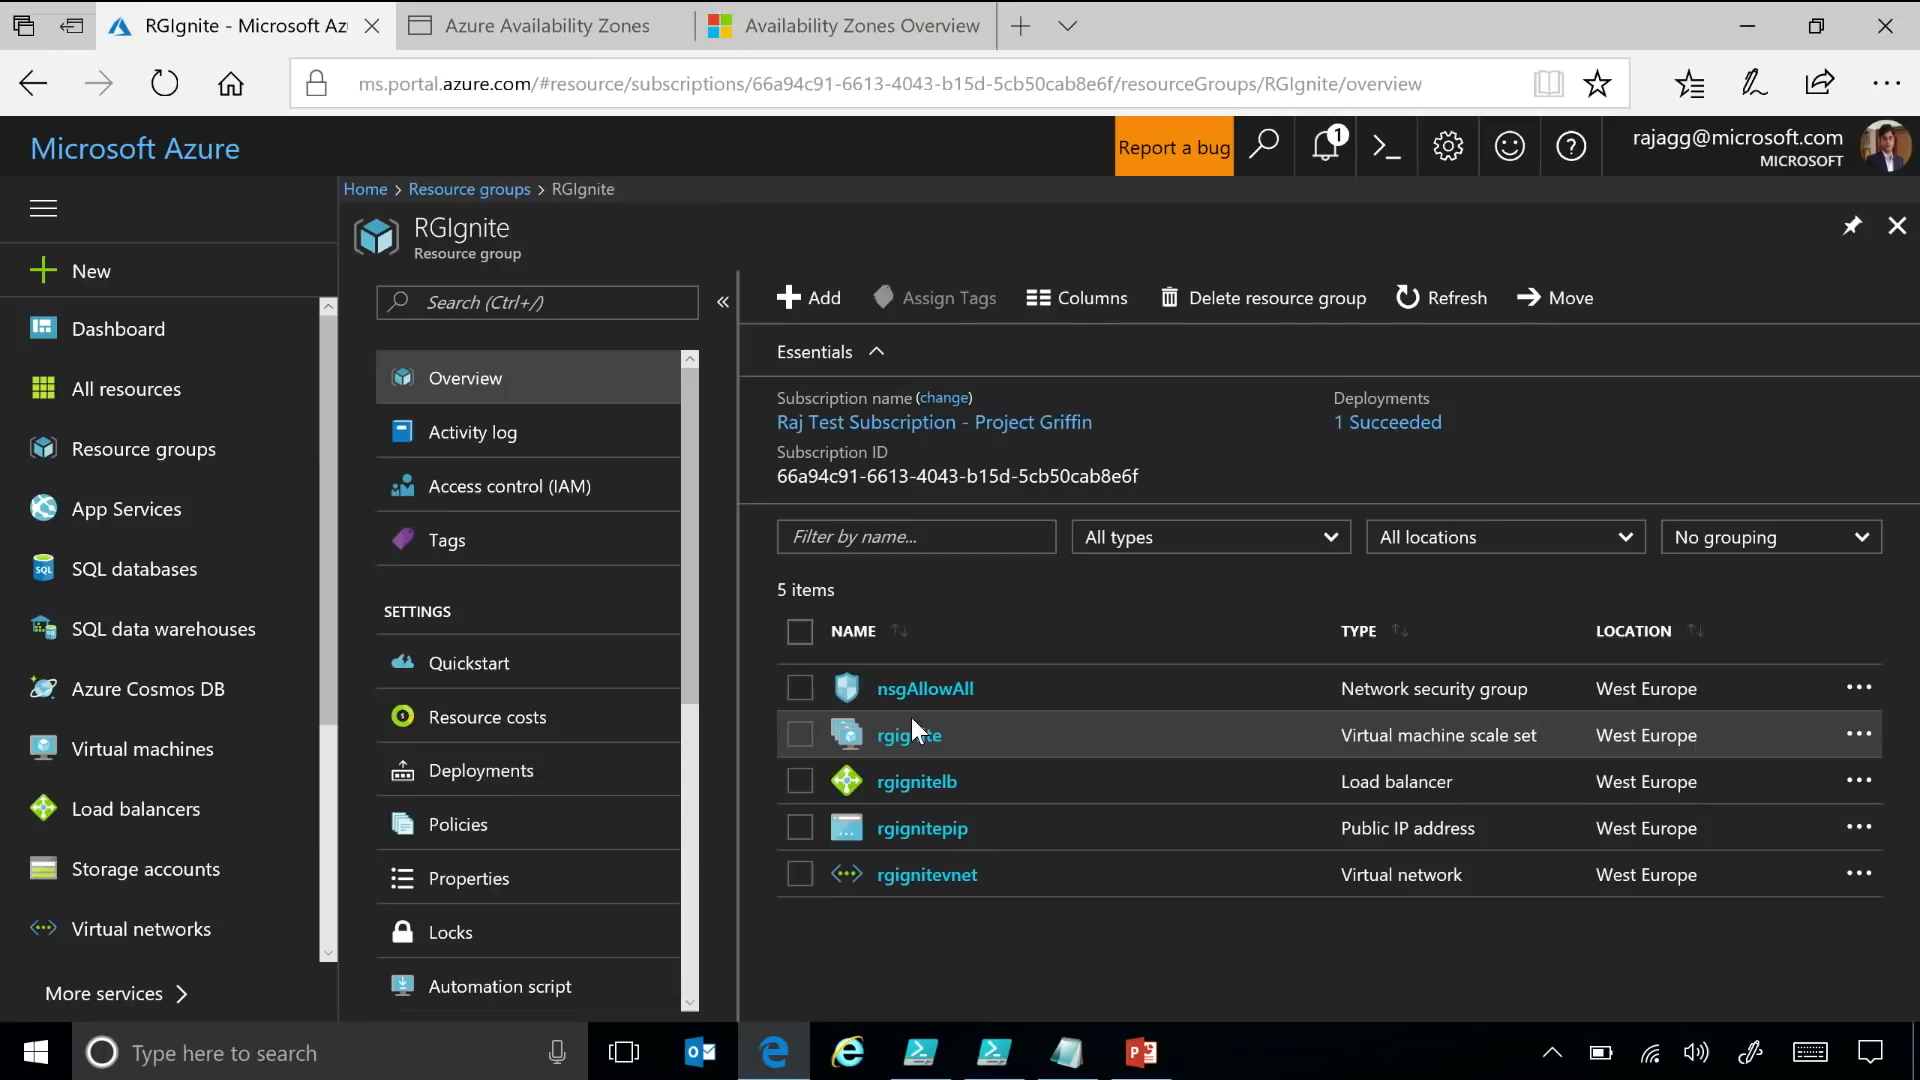 RGIgnite - Microsoft Az
Azure Availability Zones
Availability Zones Overview
ms.portal.azure.com/#resource/subscriptions/66a94c91-6613-4043-b15d-5cb50cab8e6f/resourceGroups/RGIgnite/overview
Microsoft Azure
Report a bug
1
rajagg@microsoft.com
MICROSOFT
Home > Resource groups > RGIgnite
RGIgnite
Resource group
New
Dashboard
All resources
Resource groups
App Services
SQL databases
SQL data warehouses
Azure Cosmos DB
Virtual machines
Load balancers
Storage accounts
Virtual networks
More services >
Search (Ctrl+/)
Overview
Activity log
Access control (IAM)
Tags
SETTINGS
Quickstart
Resource costs
Deployments
Policies
Properties
Locks
Automation script
Add
Assign Tags
Columns
Delete resource group
Refresh
Move
Essentials
Subscription name (change)
Raj Test Subscription - Project Griffin
Deployments
1 Succeeded
Subscription ID
66a94c91-6613-4043-b15d-5cb50cab8e6f
Filter by name...
All types
All locations
No grouping
5 items
NAME TYPE LOCATION
nsgAllowAll Network security group West Europe
Virtual machine scale set West Europe
rgignitelb Load balancer West Europe
rgignitepip Public IP address West Europe
rgignitevnet Virtual network West Europe
Type here to search